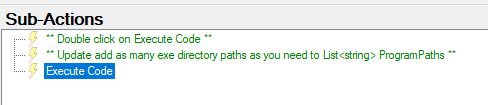 Sub-Actions
** Double click on Execute Code **
** Update add as many exe directory paths as you need to List<string> ProgramPaths **
Execute Code